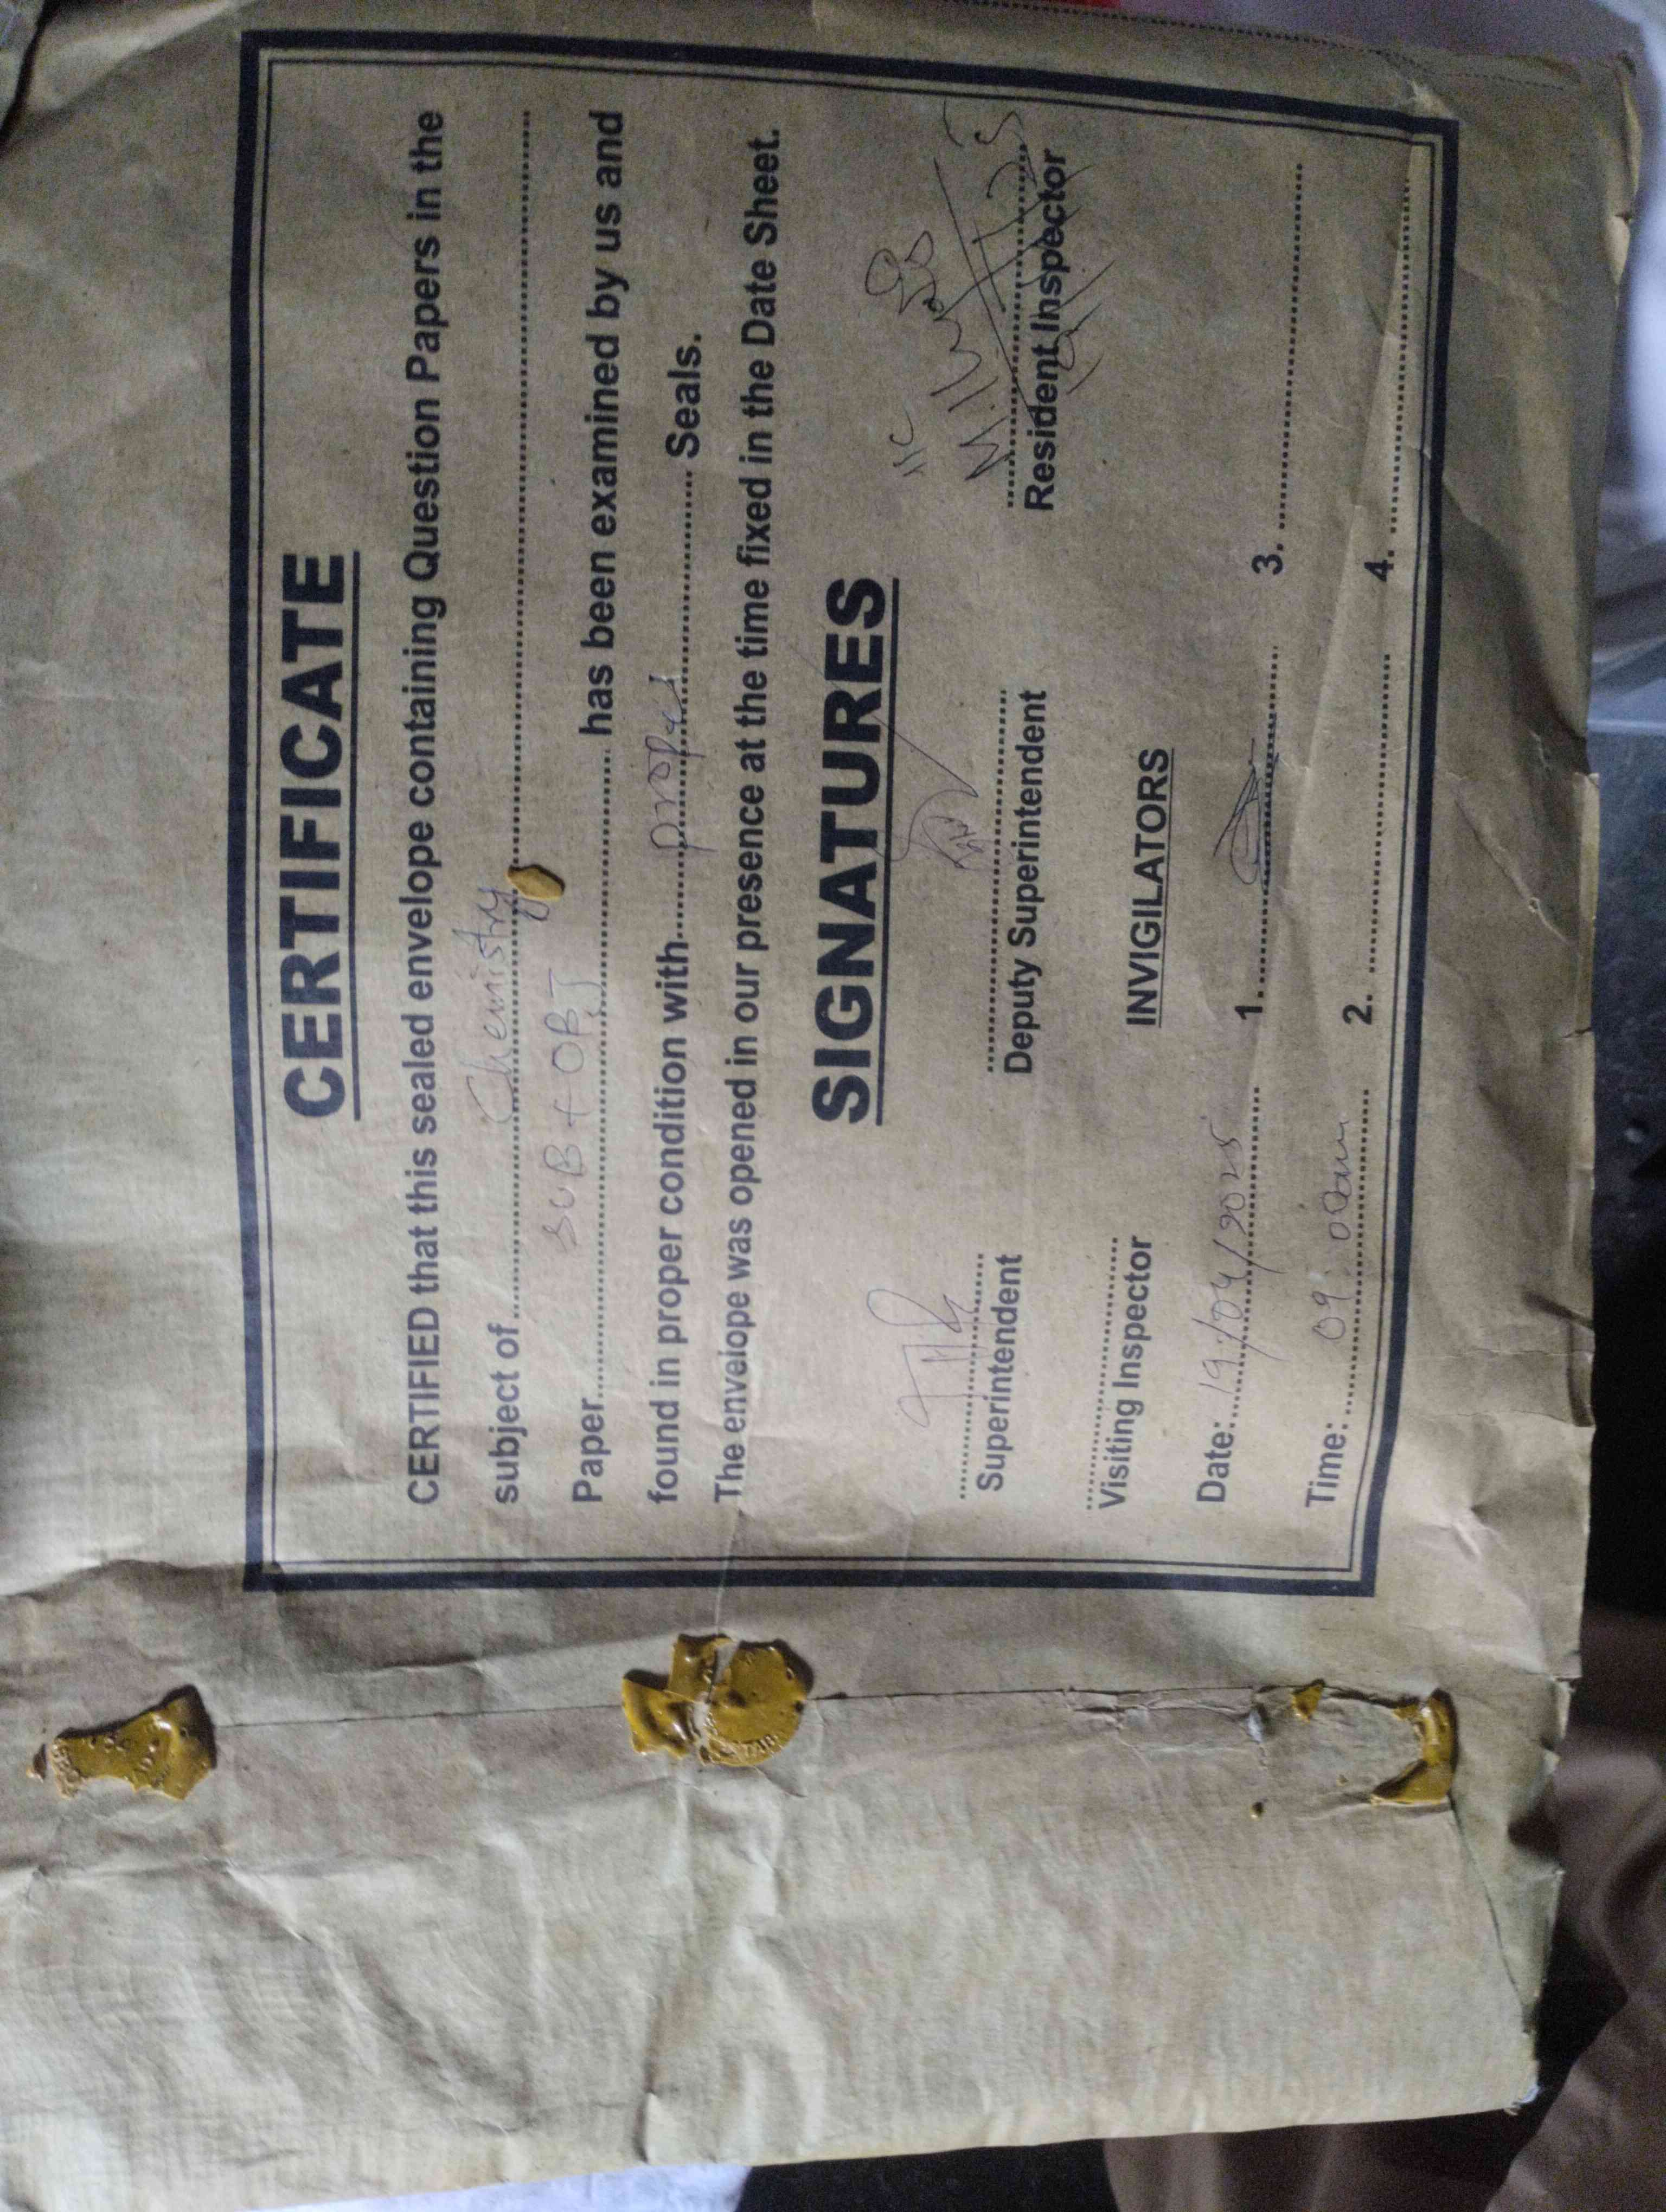 CERTIFICATE
CERTIFIED that this sealed envelope containing Question Papers in the
subject of Chemistry
Paper SUB + OBJ has been examined by us and
found in proper condition with proper Seals.
The envelope was opened in our presence at the time fixed in the Date Sheet.
SIGNATURES
Superintendent
Deputy Superintendent
Resident Inspector
Visiting Inspector
INVIGILATORS
Date: 19/04/2025
1.
3.
Time: 09:00am
2.
4.